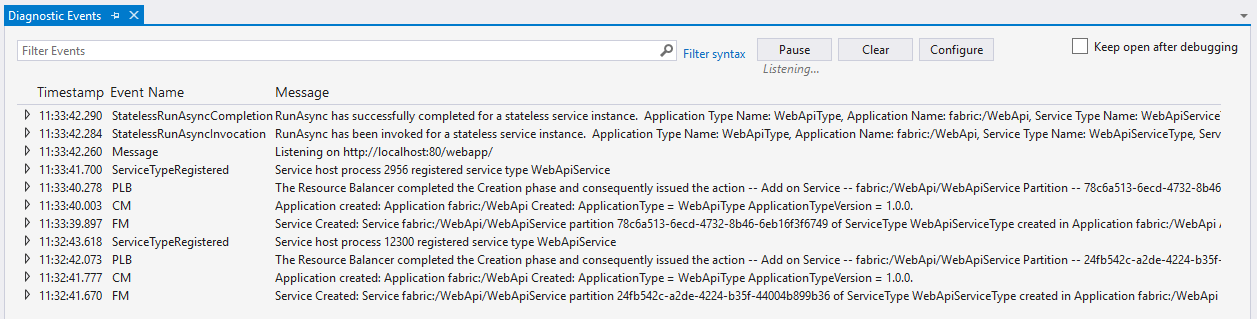 Diagnostic Events
Filter Events
Filter syntax
Pause
Clear
Configure
Keep open after debugging
Listening...
Timestamp Event Name Message
11:33:42.290 StatelessRunAsyncCompletion RunAsync has successfully completed for a stateless service instance. Application Type Name: WebApiType, Application Name: fabric:/WebApi, Service Type Name: WebApiServiceT
11:33:42.284 StatelessRunAsyncInvocation RunAsync has been invoked for a stateless service instance. Application Type Name: WebApiType, Application Name: fabric:/WebApi, Service Type Name: WebApiServiceType, Serv
11:33:42.260 Message Listening on http://localhost:80/webapp/
11:33:41.700 ServiceTypeRegistered Service host process 2956 registered service type WebApiService
11:33:40.278 PLB The Resource Balancer completed the Creation phase and consequently issued the action -- Add on Service -- fabric:/WebApi/WebApiService Partition -- 78c6a513-6ecd-4732-8b46
11:33:40.003 CM Application created: Application fabric:/WebApi Created: ApplicationType = WebApiType ApplicationTypeVersion = 1.0.0.
11:33:39.897 FM Service Created: Service fabric:/WebApi/WebApiService partition 78c6a513-6ecd-4732-8b46-6eb16f3f6749 of ServiceType WebApiServiceType created in Application fabric:/WebApi
11:32:43.618 ServiceTypeRegistered Service host process 12300 registered service type WebApiService
11:32:42.073 PLB The Resource Balancer completed the Creation phase and consequently issued the action -- Add on Service -- fabric:/WebApi/WebApiService Partition -- 24fb542c-a2de-4224-b35f-
11:32:41.777 CM Application created: Application fabric:/WebApi Created: ApplicationType = WebApiType ApplicationTypeVersion = 1.0.0.
11:32:41.670 FM Service Created: Service fabric:/WebApi/WebApiService partition 24fb542c-a2de-4224-b35f-44004b899b36 of ServiceType WebApiServiceType created in Application fabric:/WebApi